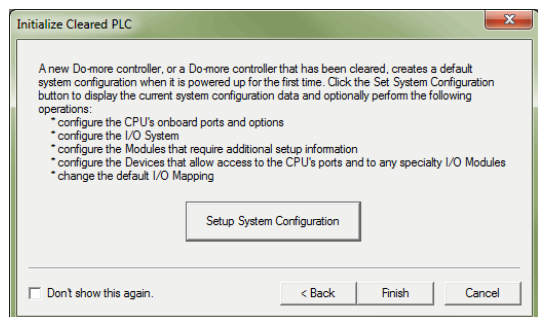 Initialize Cleared PLC
A new Do-more controller, or a Do-more controller that has been cleared, creates a default
system configuration when it is powered up for the first time. Click the Set System Configuration
button to display the current system configuration data and optionally perform the following
operations:
* configure the CPU's onboard ports and options
* configure the I/O System
* configure the Modules that require additional setup information
* configure the Devices that allow access to the CPU's ports and to any specialty I/O Modules
* change the default I/O Mapping
Setup System Configuration
Don't show this again.
< Back
Finish
Cancel